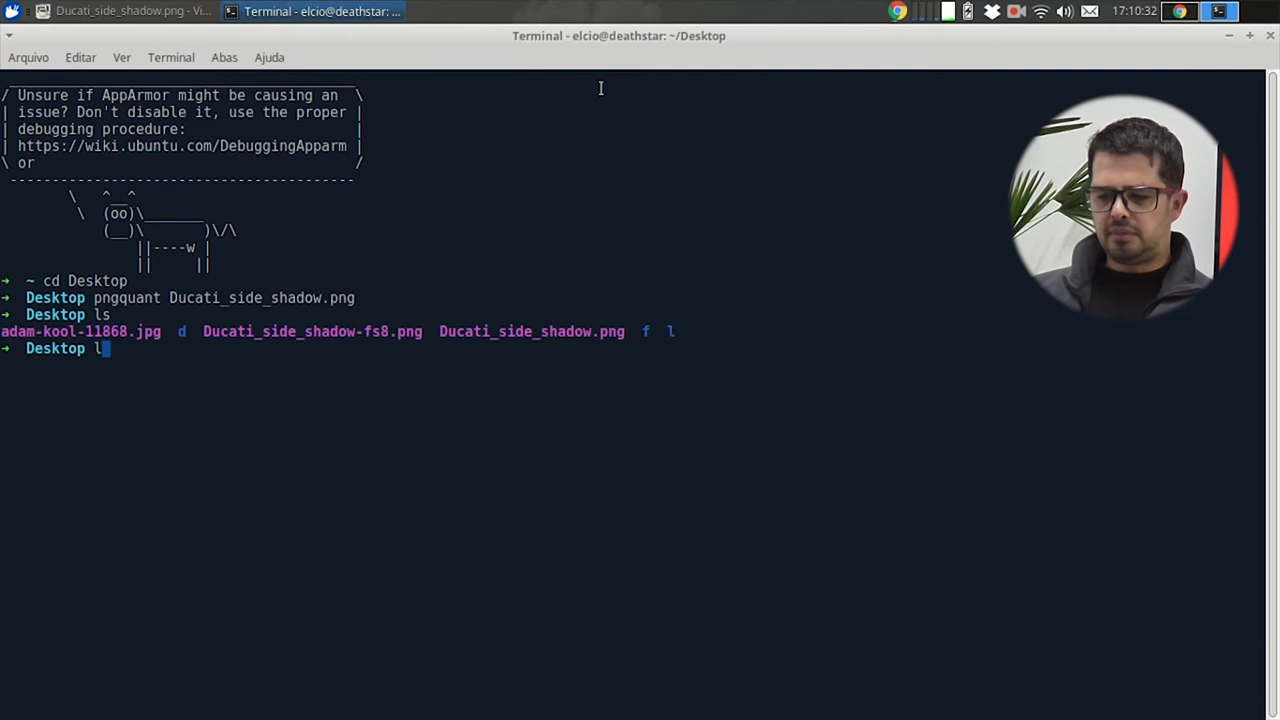 Ducati_side_shadow.png - Vi...
Terminal - elcio@deathstar: ...
17:10:32
Terminal - elcio@deathstar: ~/Desktop
Arquivo Editar Ver Terminal Abas Ajuda
/ Unsure if AppArmor might be causing an \
| issue? Don't disable it, use the proper |
| debugging procedure: |
| https://wiki.ubuntu.com/DebuggingApparm |
\ or /
-----------------------------------------
\ ^__^
\ (oo)\_______
(__)\ )\/\
||----w |
|| ||
➜ ~ cd Desktop
➜ Desktop pngquant Ducati_side_shadow.png
➜ Desktop ls
adam-kool-11868.jpg d Ducati_side_shadow-fs8.png Ducati_side_shadow.png f l
➜ Desktop l